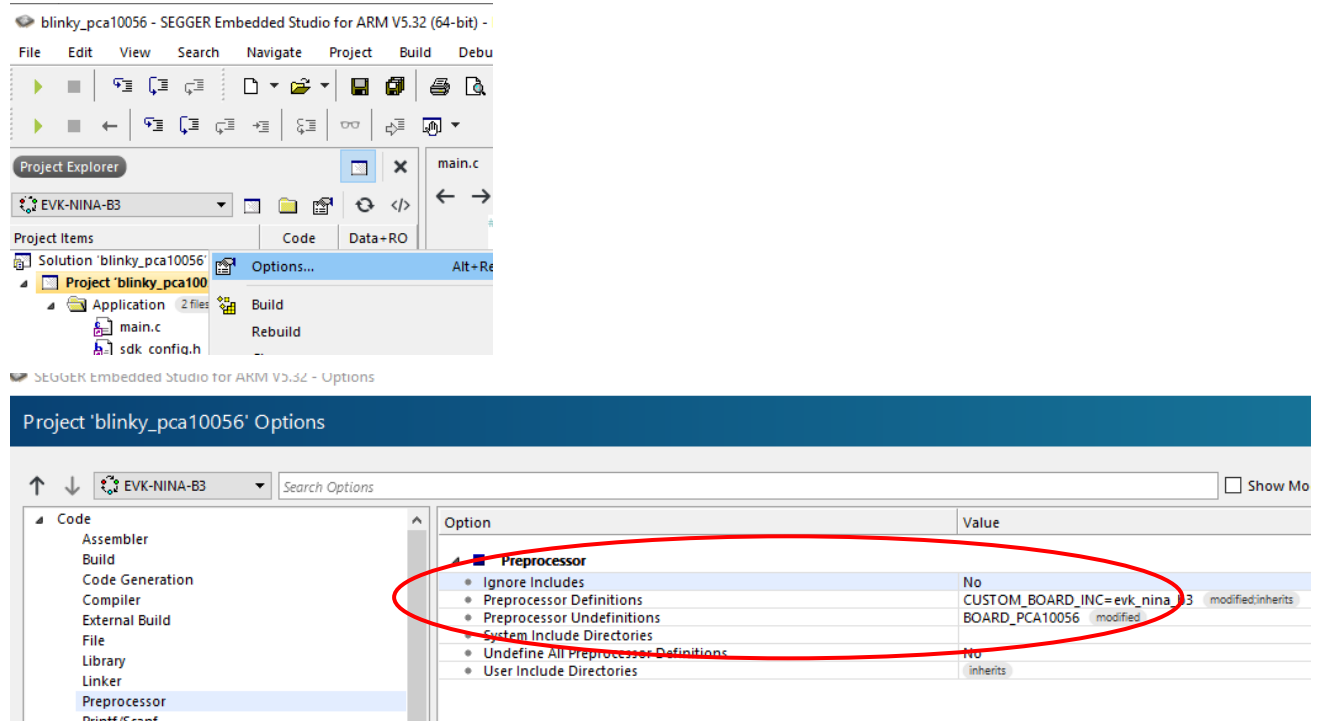 blinky_pca10056 - SEGGER Embedded Studio for ARM V5.32 (64-bit) -
File Edit View Search Navigate Project Build Debu
Project Explorer
main.c
EVK-NINA-B3
Project Items Code Data+RO
Solution 'blinky_pca10056'
Options... Alt+Re
Project 'blinky_pca100
Application 2 files
Build
main.c
Rebuild
sdk_config.h
SEGGER Embedded Studio for ARM V5.32 - Options
Project 'blinky_pca10056' Options
EVK-NINA-B3 Search Options Show Mo
Code
Option Value
Assembler
Build
Preprocessor
Code Generation
Ignore Includes No
Compiler
Preprocessor Definitions CUSTOM_BOARD_INC=evk_nina_b3 modified;inherits
External Build
Preprocessor Undefinitions BOARD_PCA10056 modified
File
System Include Directories
Library
Undefine All Preprocessor Definitions No
Linker
User Include Directories inherits
Preprocessor
Printf/Scanf